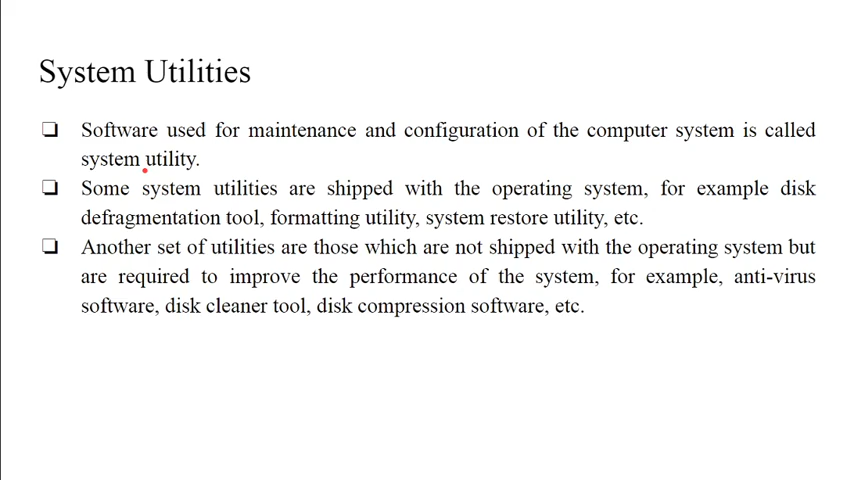 System Utilities
❏ Software used for maintenance and configuration of the computer system is called
system utility.
❏ Some system utilities are shipped with the operating system, for example disk
defragmentation tool, formatting utility, system restore utility, etc.
❏ Another set of utilities are those which are not shipped with the operating system but
are required to improve the performance of the system, for example, anti-virus
software, disk cleaner tool, disk compression software, etc.